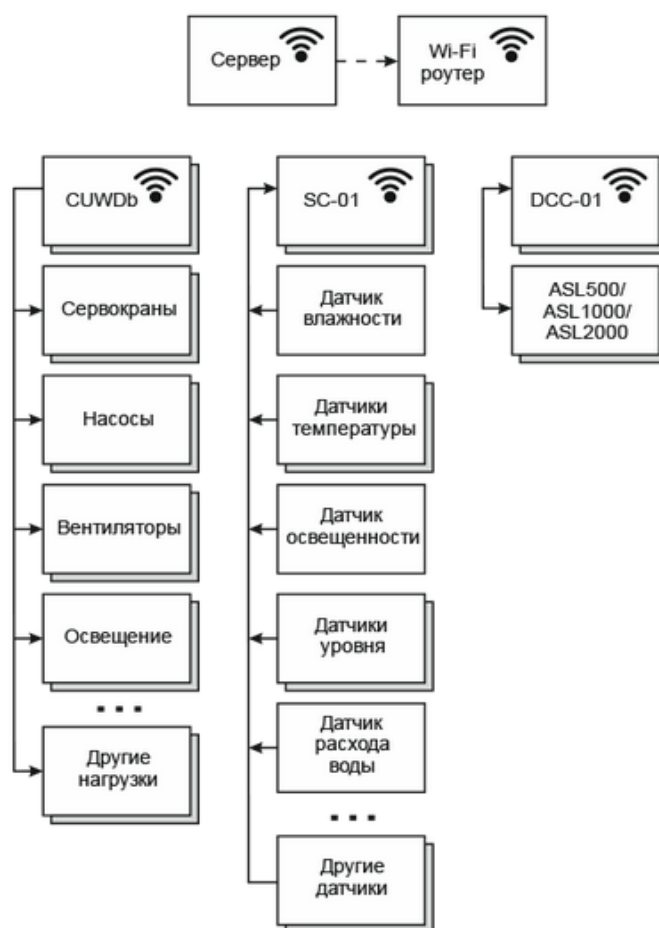 Сервер
Wi-Fi
роутер
CUWDb
Сервокраны
Насосы
Вентиляторы
Освещение
...
Другие
нагрузки
SC-01
Датчик
влажности
Датчики
температуры
Датчик
освещенности
Датчики
уровня
Датчик
расхода
воды
...
Другие
датчики
DCC-01
ASL500/
ASL1000/
ASL2000